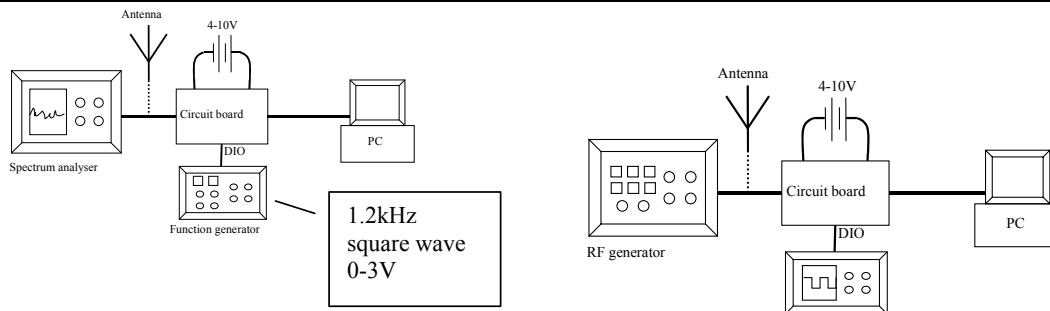 Antenna
4-10V
Circuit board
PC
DIO
Spectrum analyser
Function generator
1.2kHz
square wave
0-3V
Antenna
4-10V
Circuit board
PC
DIO
RF generator